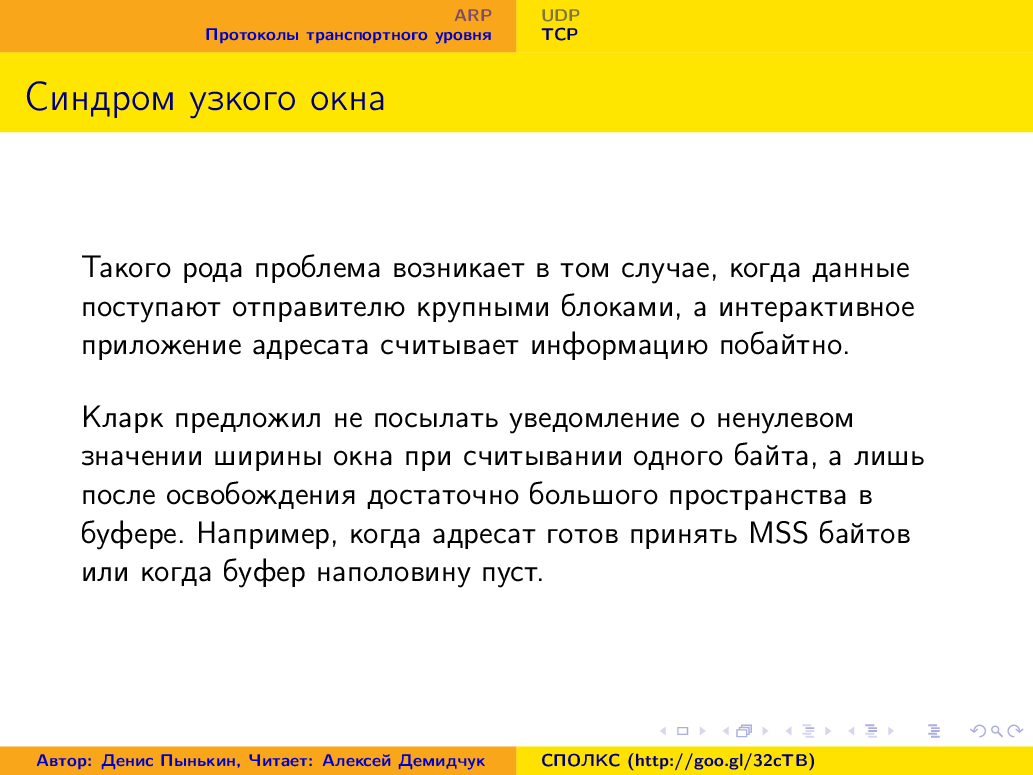 ARP
Протоколы транспортного уровня
UDP
TCP
Синдром узкого окна
Такого рода проблема возникает в том случае, когда данные
поступают отправителю крупными блоками, а интерактивное
приложение адресата считывает информацию побайтно.
Кларк предложил не посылать уведомление о ненулевом
значении ширины окна при считывании одного байта, а лишь
после освобождения достаточно большого пространства в
буфере. Например, когда адресат готов принять MSS байтов
или когда буфер наполовину пуст.
Автор: Денис Пынькин, Читает: Алексей Демидчук
СПОЛКС (http://goo.gl/32cTB)